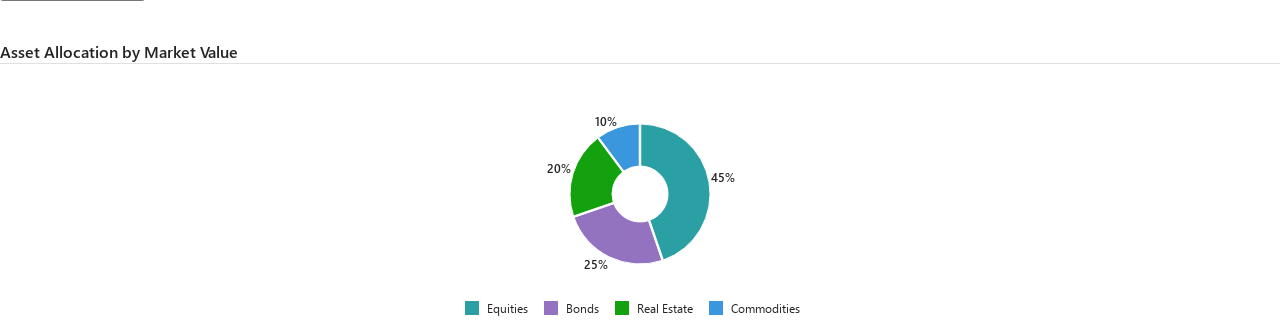 Asset Allocation by Market Value
10%
20%
45%
25%
Equities Bonds Real Estate Commodities